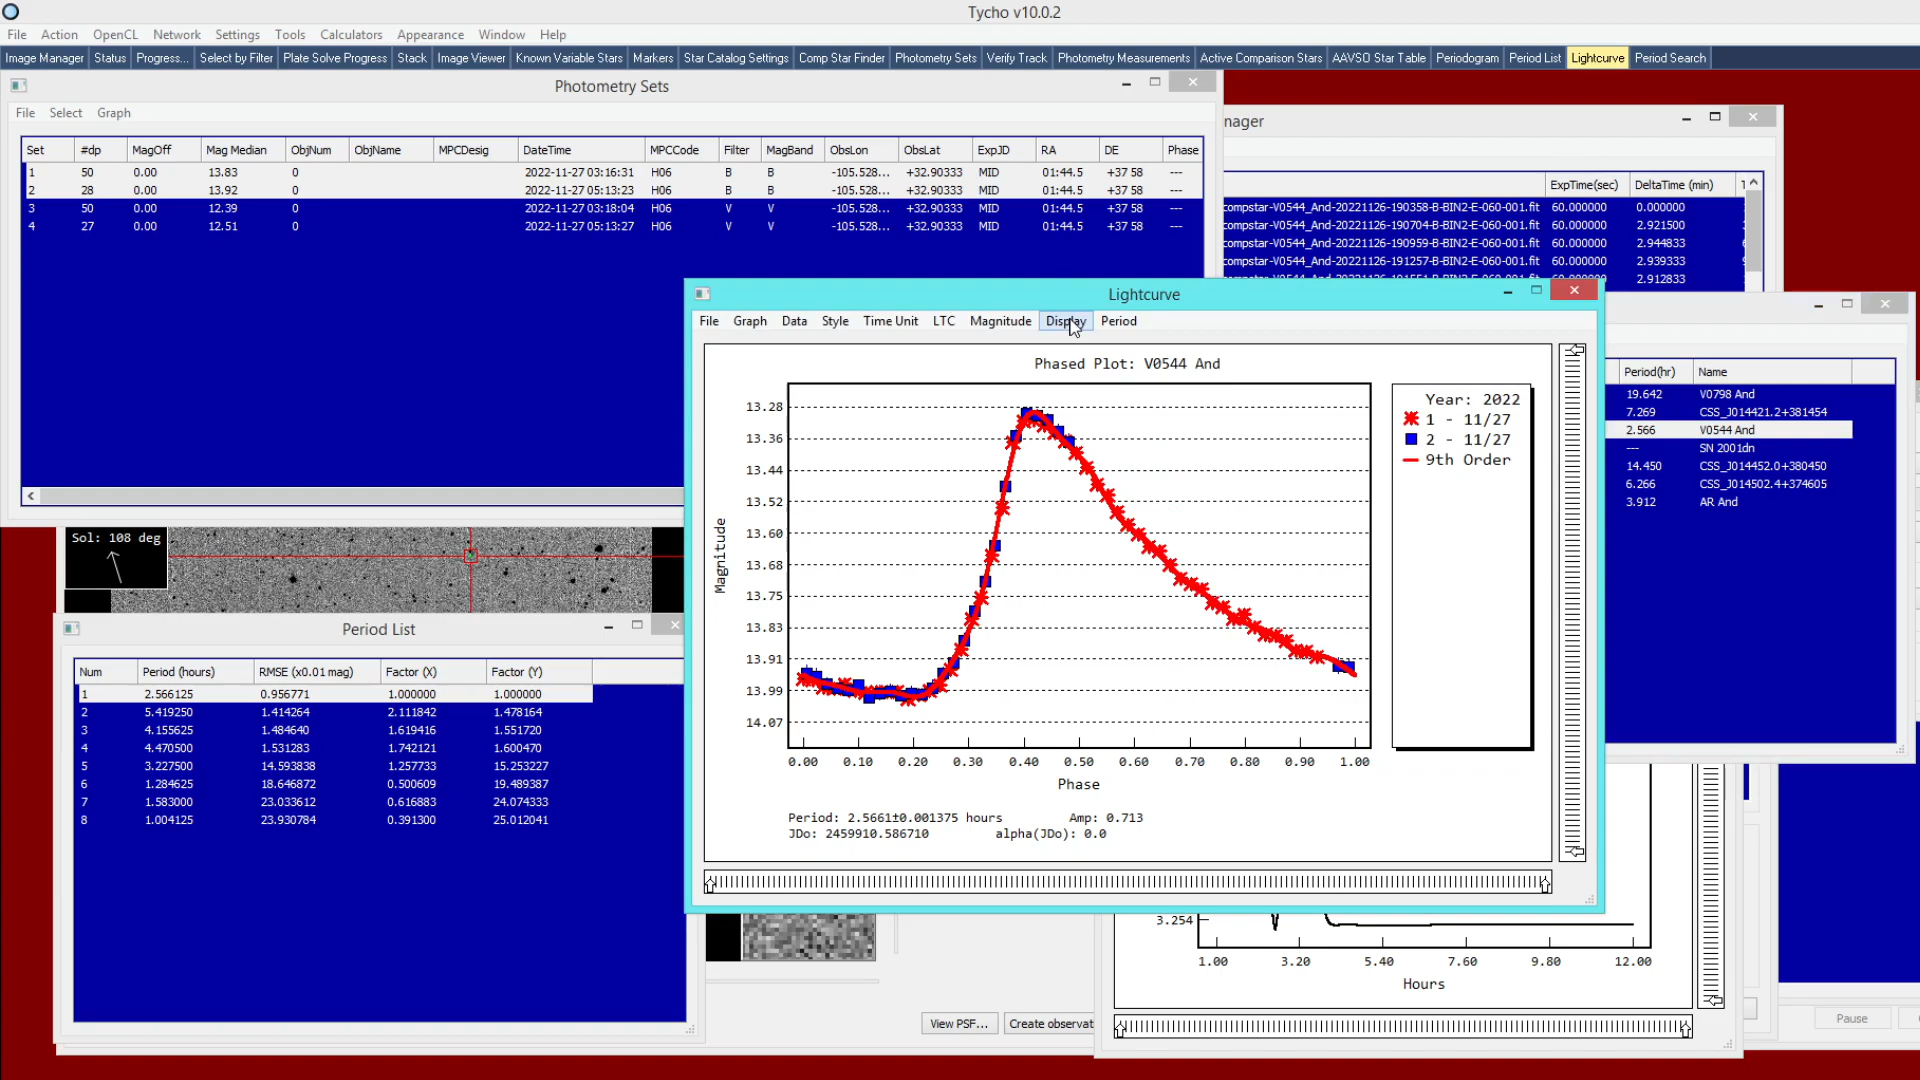 Tycho v10.0.2
File Action OpenCL Network Settings Tools Calculators Appearance Window Help
Image Manager Status Progress... Select by Filter Plate Solve Progress Stack Image Viewer Known Variable Stars Markers Star Catalog Settings Comp Star Finder Photometry Sets Verify Track Photometry Measurements Active Comparison Stars AAVSO Star Table Periodogram Period List Lightcurve Period Search
Photometry Sets
File Select Graph
Set #dp MagOff Mag Median ObjNum ObjName MPCDesig DateTime MPCCode Filter MagBand ObsLon ObsLat ExpJD RA DE Phase
1 50 0.00 13.83 0 2022-11-27 03:16:31 H06 B B -105.528... +32.90333 MID 01:44.5 +37 58 ---
2 28 0.00 13.92 0 2022-11-27 05:13:23 H06 B B -105.528... +32.90333 MID 01:44.5 +37 58 ---
3 50 0.00 12.39 0 2022-11-27 03:18:04 H06 V V -105.528... +32.90333 MID 01:44.5 +37 58 ---
4 27 0.00 12.51 0 2022-11-27 05:13:27 H06 V V -105.528... +32.90333 MID 01:44.5 +37 58 ---
nager
ExpTime(sec) DeltaTime (min)
compstar-V0544_And-20221126-190358-B-BIN2-E-060-001.fit 60.000000 0.000000
compstar-V0544_And-20221126-190704-B-BIN2-E-060-001.fit 60.000000 2.921500
compstar-V0544_And-20221126-190959-B-BIN2-E-060-001.fit 60.000000 2.944833
compstar-V0544_And-20221126-191257-B-BIN2-E-060-001.fit 60.000000 2.939333
compstar-V0544_And-20221126-191551-B-BIN2-E-060-001.fit 60.000000 2.912833
Lightcurve
File Graph Data Style Time Unit LTC Magnitude Display Period
Phased Plot: V0544 And
Magnitude
13.28
13.36
13.44
13.52
13.60
13.68
13.75
13.83
13.91
13.99
14.07
0.00 0.10 0.20 0.30 0.40 0.50 0.60 0.70 0.80 0.90 1.00
Phase
Year: 2022
1 - 11/27
2 - 11/27
9th Order
Period: 2.5661±0.001375 hours Amp: 0.713
JDo: 2459910.586710 alpha(JDo): 0.0
Period(hr) Name
19.642 V0798 And
7.269 CSS_J014421.2+381454
2.566 V0544 And
--- SN 2001dn
14.450 CSS_J014452.0+380450
6.266 CSS_J014502.4+374605
3.912 AR And
Sol: 108 deg
Period List
Num Period (hours) RMSE (x0.01 mag) Factor (X) Factor (Y)
1 2.566125 0.956771 1.000000 1.000000
2 5.419250 1.414264 2.111842 1.478164
3 4.155625 1.484640 1.619416 1.551720
4 4.470500 1.531283 1.742121 1.600470
5 3.227500 14.593838 1.257733 15.253227
6 1.284625 18.646872 0.500609 19.489387
7 1.583000 23.033612 0.616883 24.074333
8 1.004125 23.930784 0.391300 25.012041
View PSF... Create observat
3.254
1.00 3.20 5.40 7.60 9.80 12.00
Hours
Pause